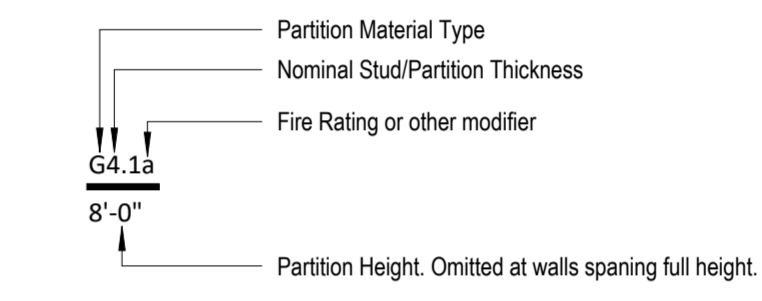 Partition Material Type
Nominal Stud/Partition Thickness
Fire Rating or other modifier
G4.1a
8'-0"
Partition Height. Omitted at walls spaning full height.